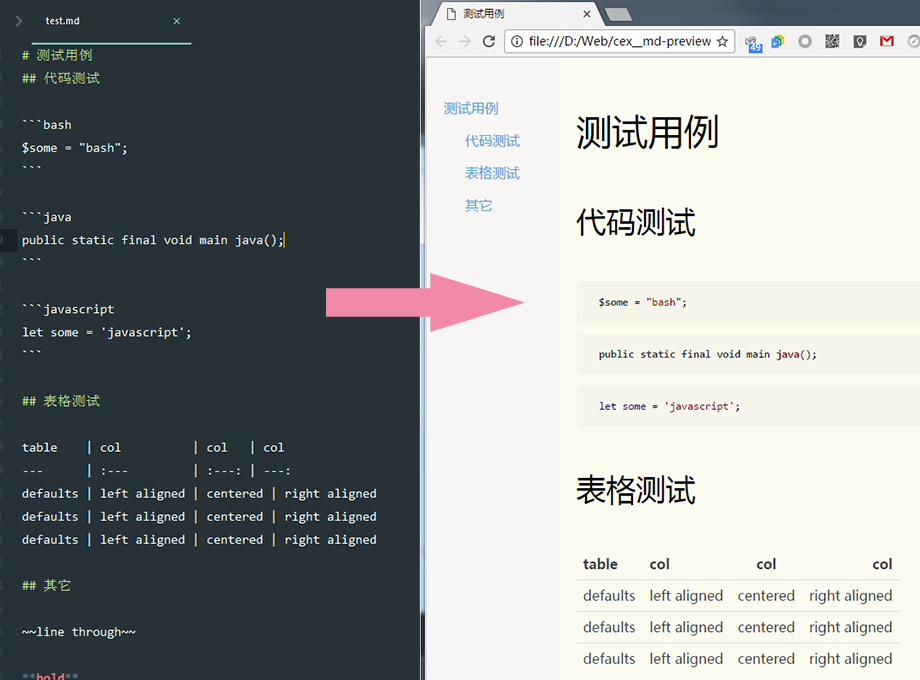 test.md
# 测试用例
## 代码测试
```bash
$some = "bash";
```
```java
public static final void main java();
```
```javascript
let some = 'javascript';
```
## 表格测试
table | col | col | col
--- | :--- | :---: | ---:
defaults | left aligned | centered | right aligned
defaults | left aligned | centered | right aligned
defaults | left aligned | centered | right aligned
## 其它
~~line through~~
**bold**
测试用例
file:///D:/Web/cex__md-preview
49
测试用例
代码测试
表格测试
其它
测试用例
代码测试
$some = "bash";
public static final void main java();
let some = 'javascript';
表格测试
table col col col
defaults left aligned centered right aligned
defaults left aligned centered right aligned
defaults left aligned centered right aligned